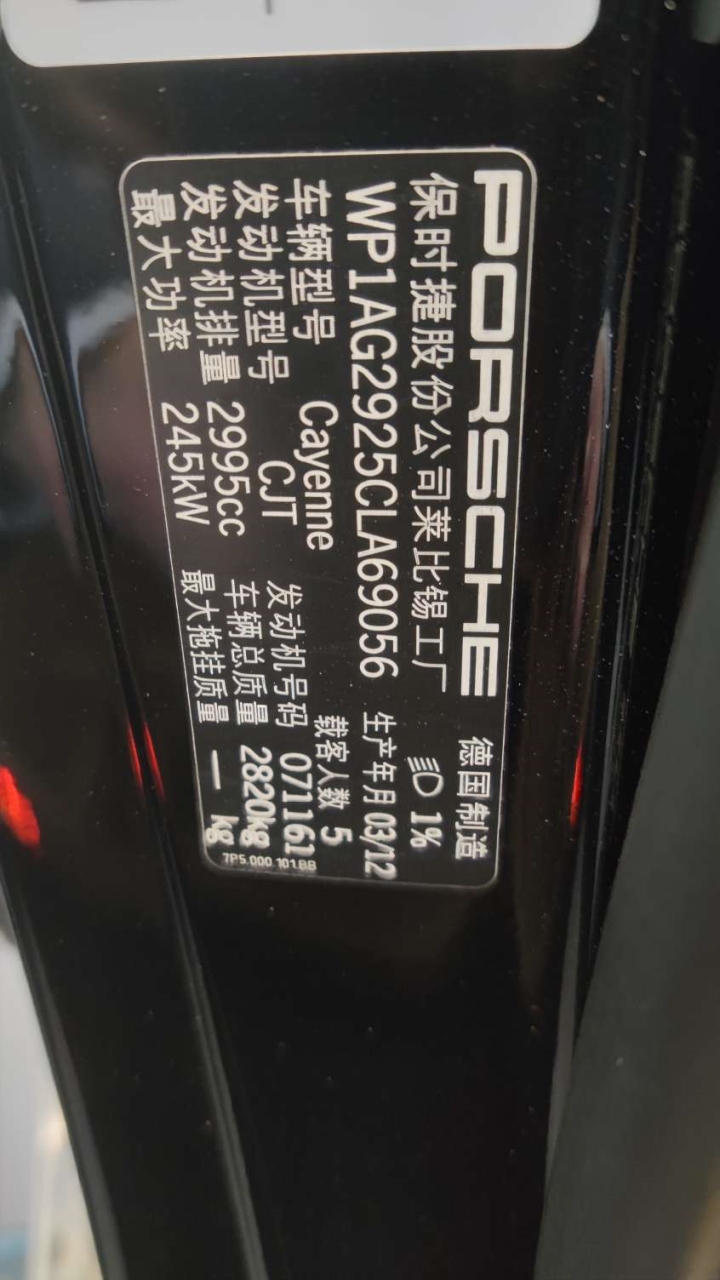 PORSCHE 德国制造
保时捷股份公司莱比锡工厂 1%
WP1AG2925CLA69056 生产年月 03/12
车辆型号 Cayenne 载客人数 5
发动机型号 CJT 发动机号码 071161
发动机排量 2995cc 车辆总质量 2820kg
最大功率 245kW 最大拖挂质量 — kg
7P5.000.101.BB